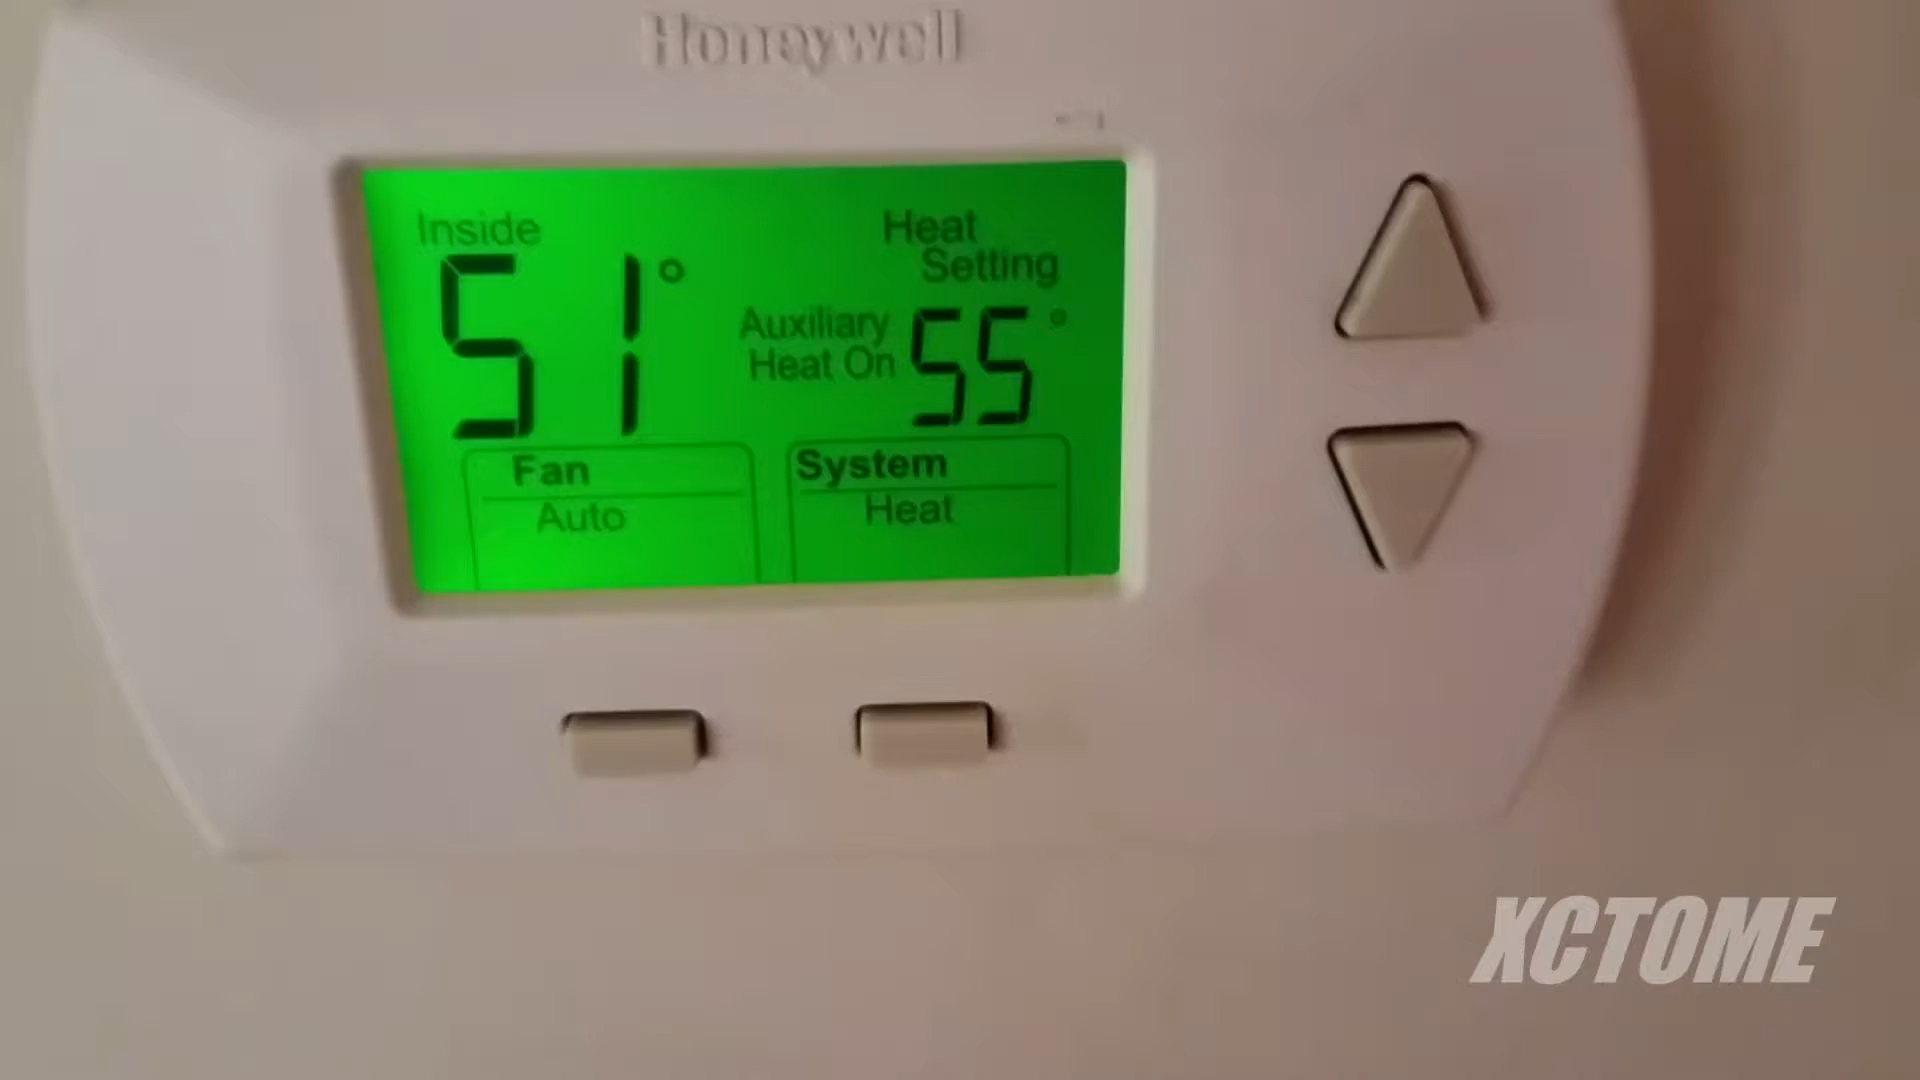 Honeywell
Inside
51°
Heat
Setting
Auxiliary
Heat On
55°
Fan
Auto
System
Heat
XCTOME